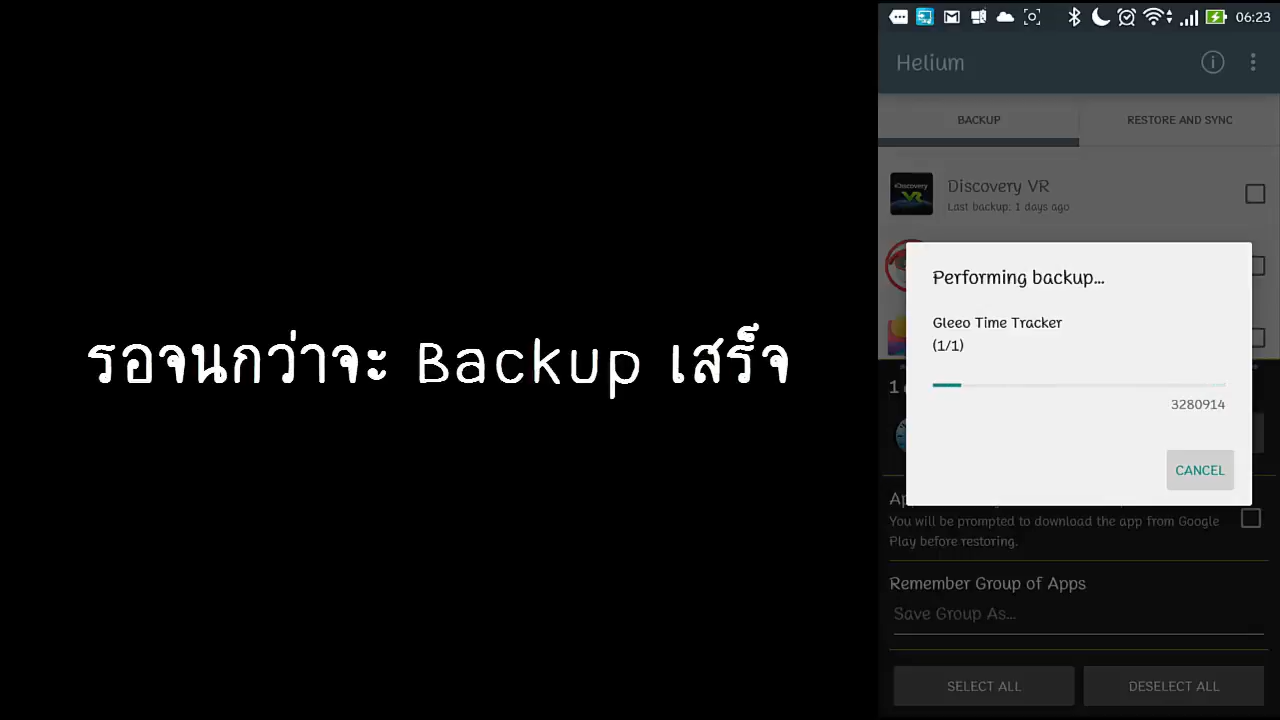 รอจนกว่าจะ Backup เสร็จ
06:23
Helium
BACKUP
RESTORE AND SYNC
Discovery VR
Last backup: 1 days ago
Performing backup...
Gleeo Time Tracker
(1/1)
3280914
CANCEL
You will be prompted to download the app from Google
Play before restoring.
Remember Group of Apps
Save Group As...
SELECT ALL
DESELECT ALL